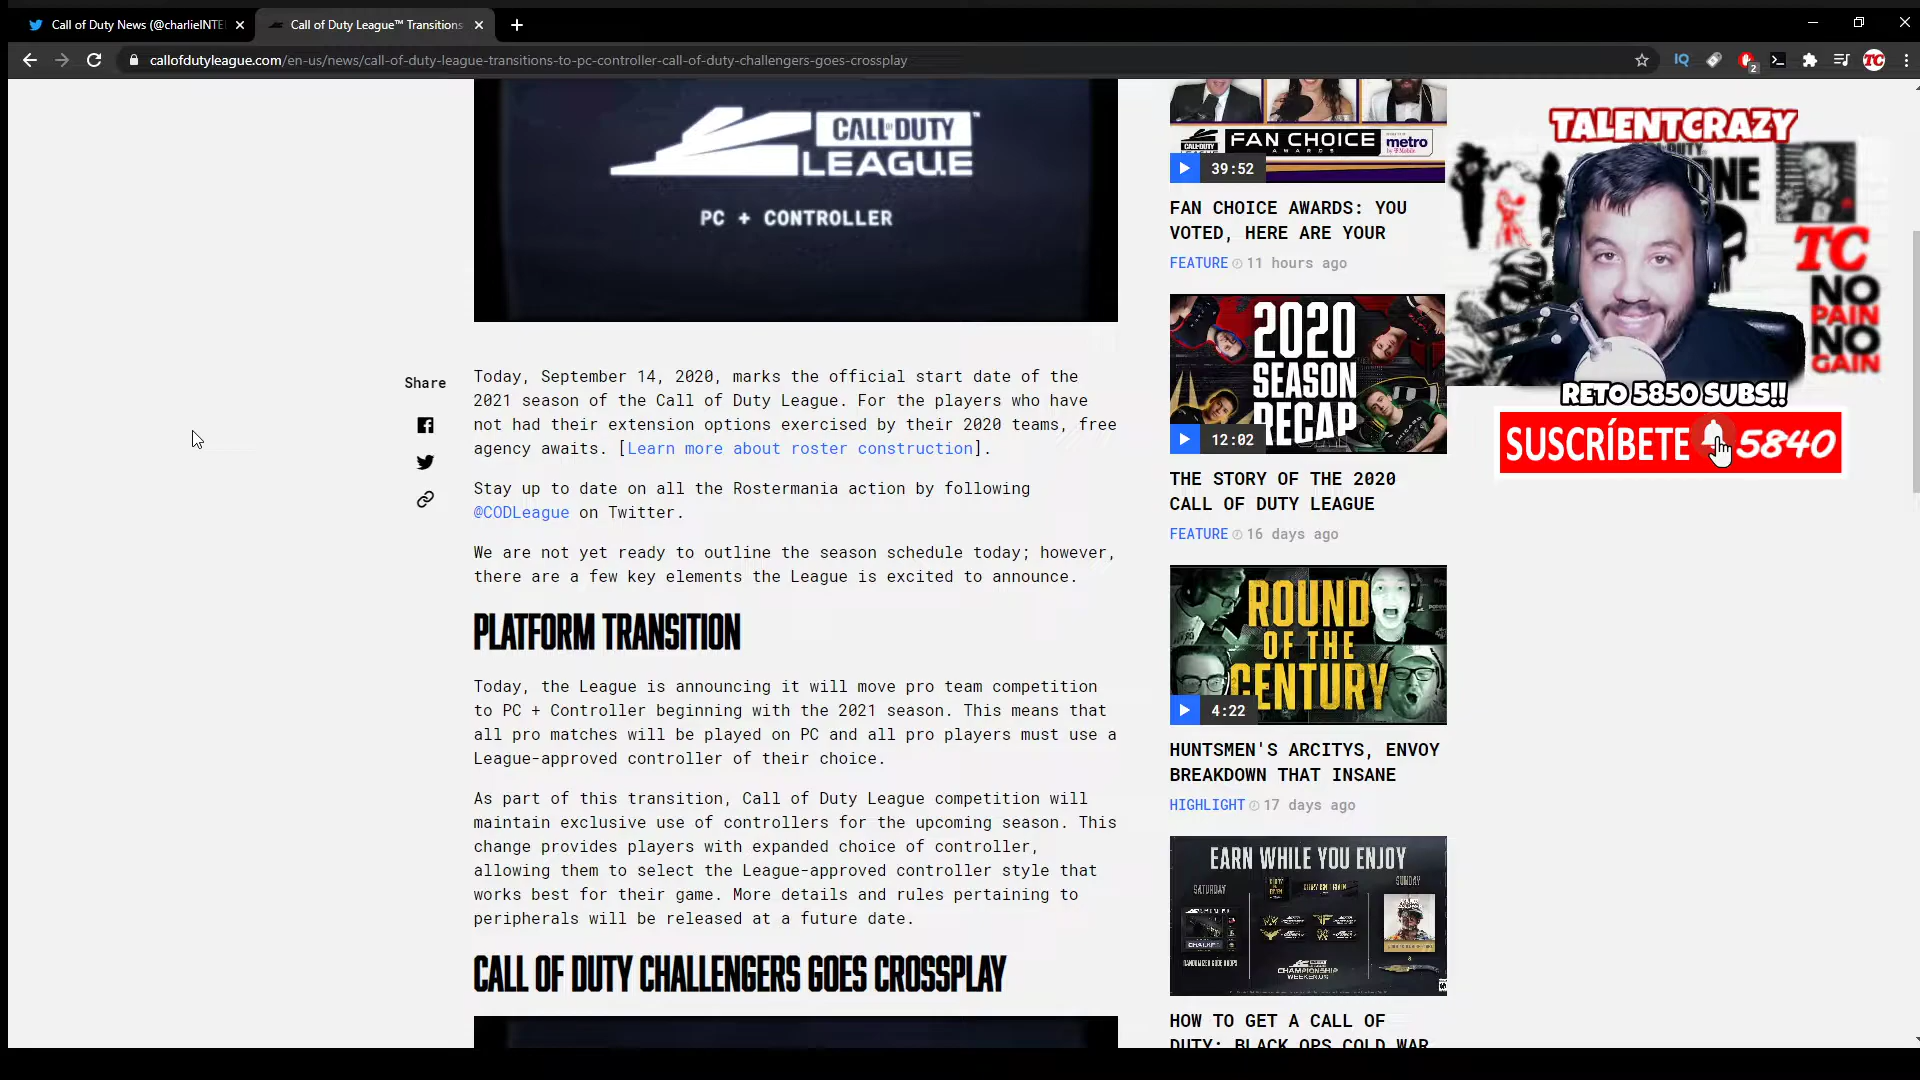 Call of Duty News (@charlieINTE
Call of Duty League™ Transitions
callofdutyleague.com/en-us/news/call-of-duty-league-transitions-to-pc-controller-call-of-duty-challengers-goes-crossplay
IQ
2
TC
CALL OF DUTY
LEAGUE
™
PC + CONTROLLER
Share
Today, September 14, 2020, marks the official start date of the
2021 season of the Call of Duty League. For the players who have
not had their extension options exercised by their 2020 teams, free
agency awaits. [Learn more about roster construction].
Stay up to date on all the Rostermania action by following
@CODLeague on Twitter.
We are not yet ready to outline the season schedule today; however,
there are a few key elements the League is excited to announce.
PLATFORM TRANSITION
Today, the League is announcing it will move pro team competition
to PC + Controller beginning with the 2021 season. This means that
all pro matches will be played on PC and all pro players must use a
League-approved controller of their choice.
As part of this transition, Call of Duty League competition will
maintain exclusive use of controllers for the upcoming season. This
change provides players with expanded choice of controller,
allowing them to select the League-approved controller style that
works best for their game. More details and rules pertaining to
peripherals will be released at a future date.
CALL OF DUTY CHALLENGERS GOES CROSSPLAY
FAN CHOICE
metro
39:52
FAN CHOICE AWARDS: YOU
VOTED, HERE ARE YOUR
FEATURE 11 hours ago
2020
SEASON
RECAP
12:02
THE STORY OF THE 2020
CALL OF DUTY LEAGUE
FEATURE 16 days ago
ROUND
OF THE
CENTURY
4:22
HUNTSMEN'S ARCITYS, ENVOY
BREAKDOWN THAT INSANE
HIGHLIGHT 17 days ago
EARN WHILE YOU ENJOY
SATURDAY
SUNDAY
CHAMPIONSHIP
WEEKEND
HOW TO GET A CALL OF
DUTY: BLACK OPS COLD WAR
TALENTCRAZY
ONE
TC
NO
PAIN
NO
GAIN
RETO 5850 SUBS!!
SUSCRÍBETE 5840